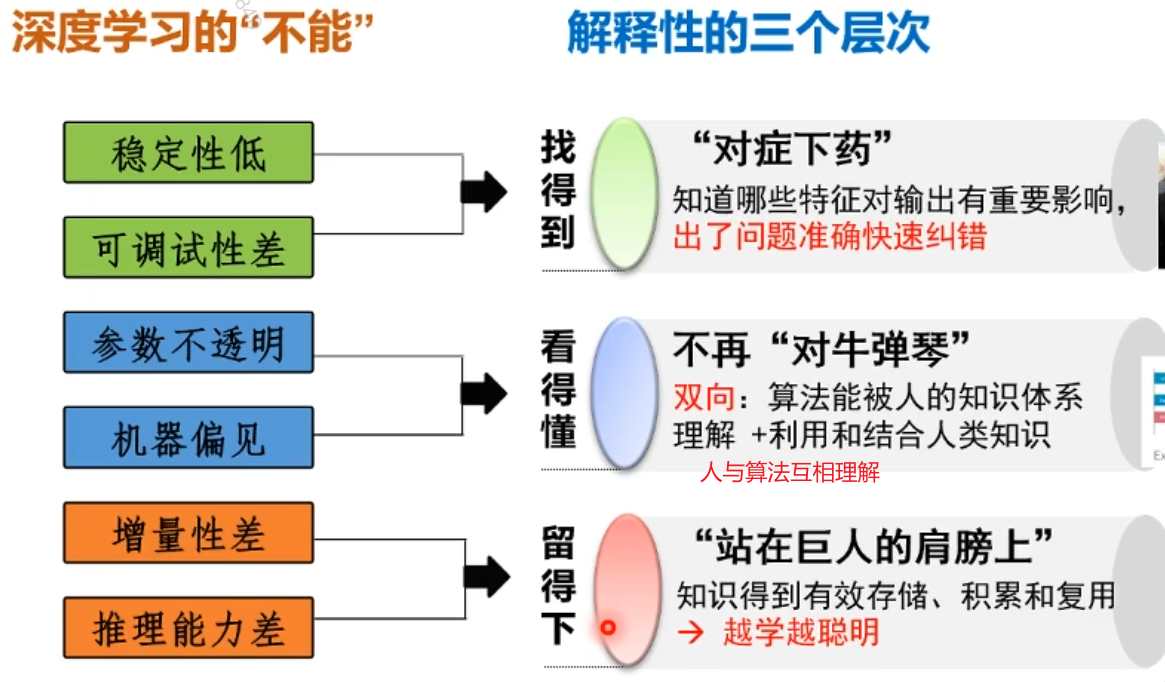 深度学习的“不能”
解释性的三个层次
稳定性低
可调试性差
找得到
“对症下药”
知道哪些特征对输出有重要影响，
出了问题准确快速纠错
参数不透明
机器偏见
看得懂
不再“对牛弹琴”
双向：算法能被人的知识体系
理解 +利用和结合人类知识
人与算法互相理解
增量性差
推理能力差
留得下
“站在巨人的肩膀上”
知识得到有效存储、积累和复用
→ 越学越聪明